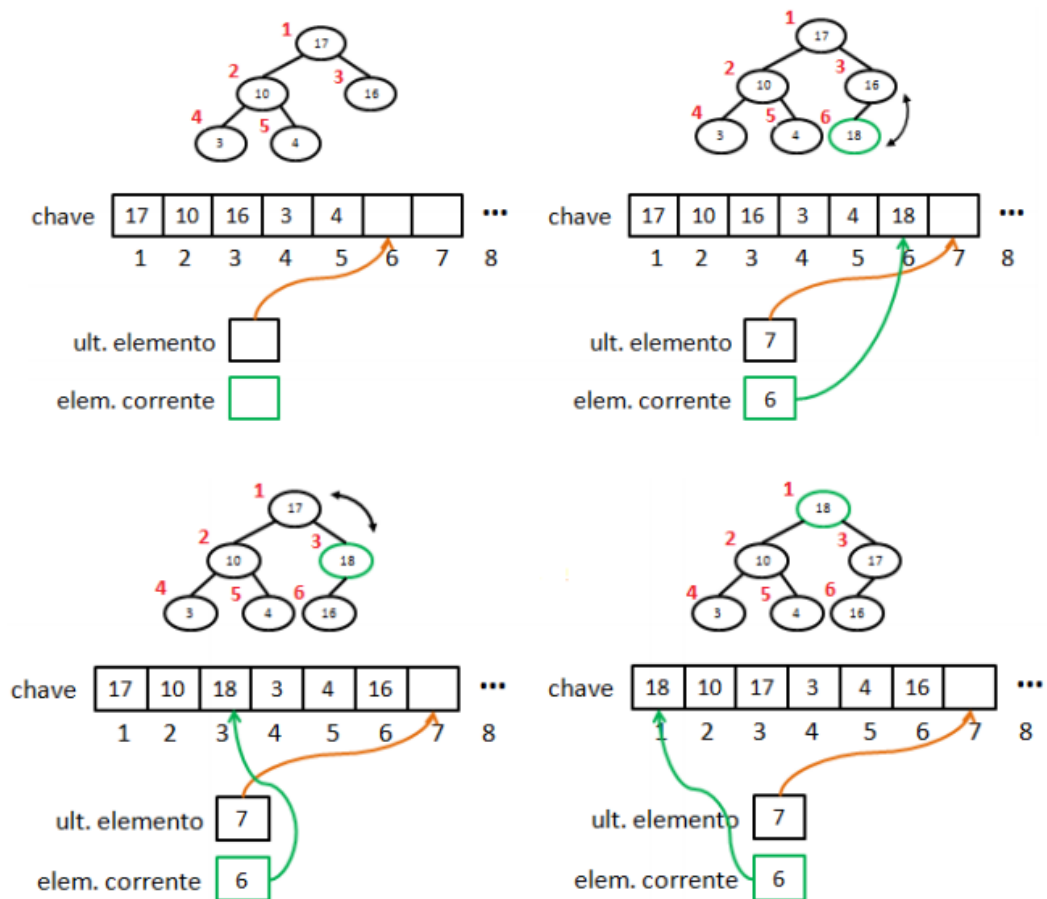 1
17
2
3
10
16
4
5
3
4
chave 17 10 16 3 4 ...
1 2 3 4 5 6 7 8
ult. elemento
elem. corrente
1
17
2
3
10
16
4
5
6
3
4
18
chave 17 10 16 3 4 18 ...
1 2 3 4 5 6 7 8
ult. elemento 7
elem. corrente 6
1
17
2
3
10
18
4
5
6
3
4
16
chave 17 10 18 3 4 16 ...
1 2 3 4 5 6 7 8
ult. elemento 7
elem. corrente 6
1
18
2
3
10
17
4
5
6
3
4
16
chave 18 10 17 3 4 16 ...
1 2 3 4 5 6 7 8
ult. elemento 7
elem. corrente 6